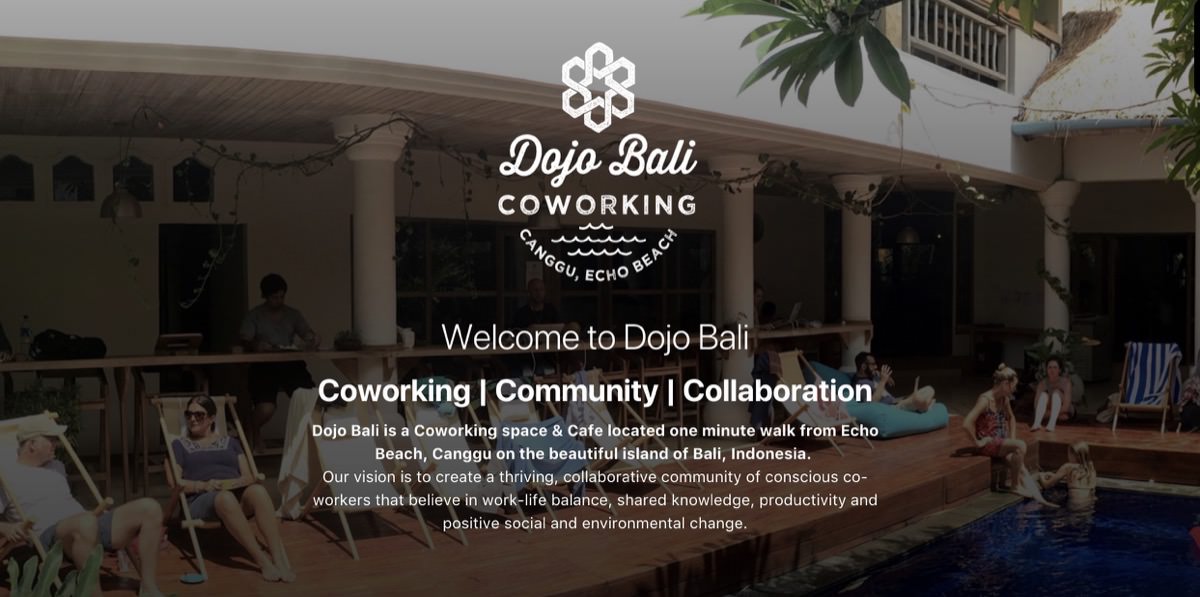 Dojo Bali
COWORKING
CANGGU, ECHO BEACH
Welcome to Dojo Bali
Coworking | Community | Collaboration
Dojo Bali is a Coworking space & Cafe located one minute walk from Echo
Beach, Canggu on the beautiful island of Bali, Indonesia.
Our vision is to create a thriving, collaborative community of conscious co-
workers that believe in work-life balance, shared knowledge, productivity and
positive social and environmental change.